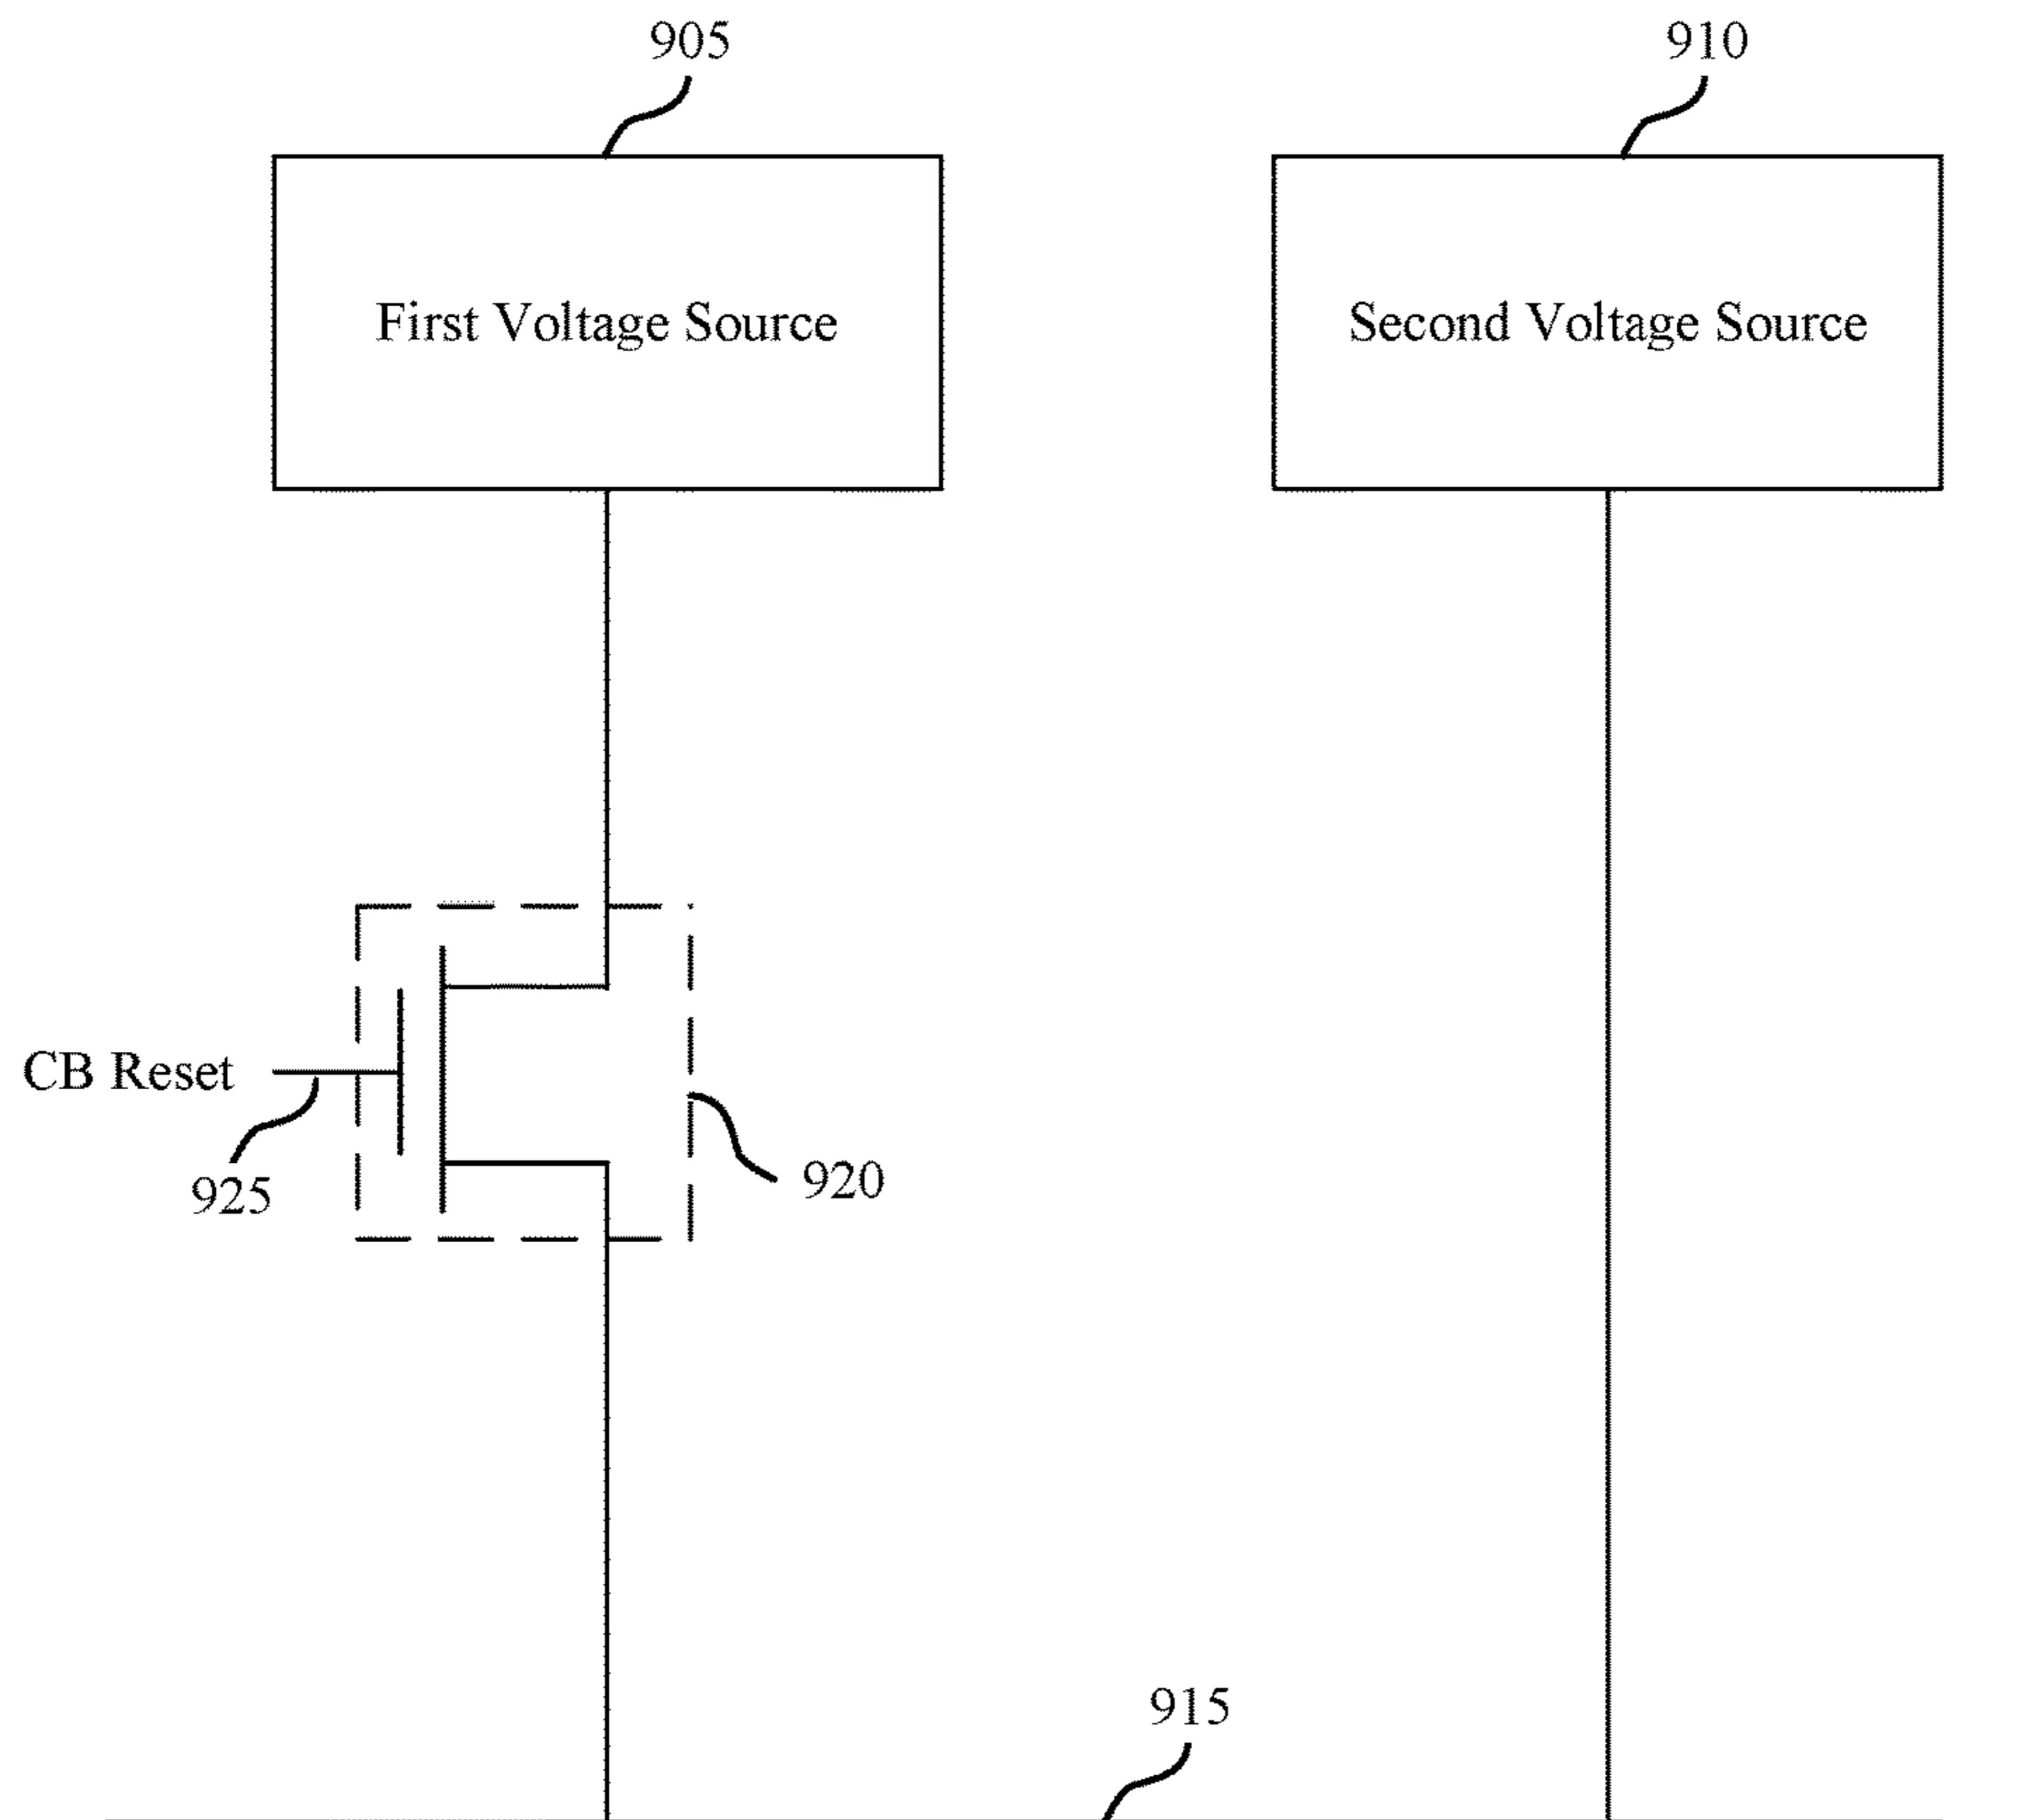 905
910
First Voltage Source
Second Voltage Source
CB Reset
925
920
915